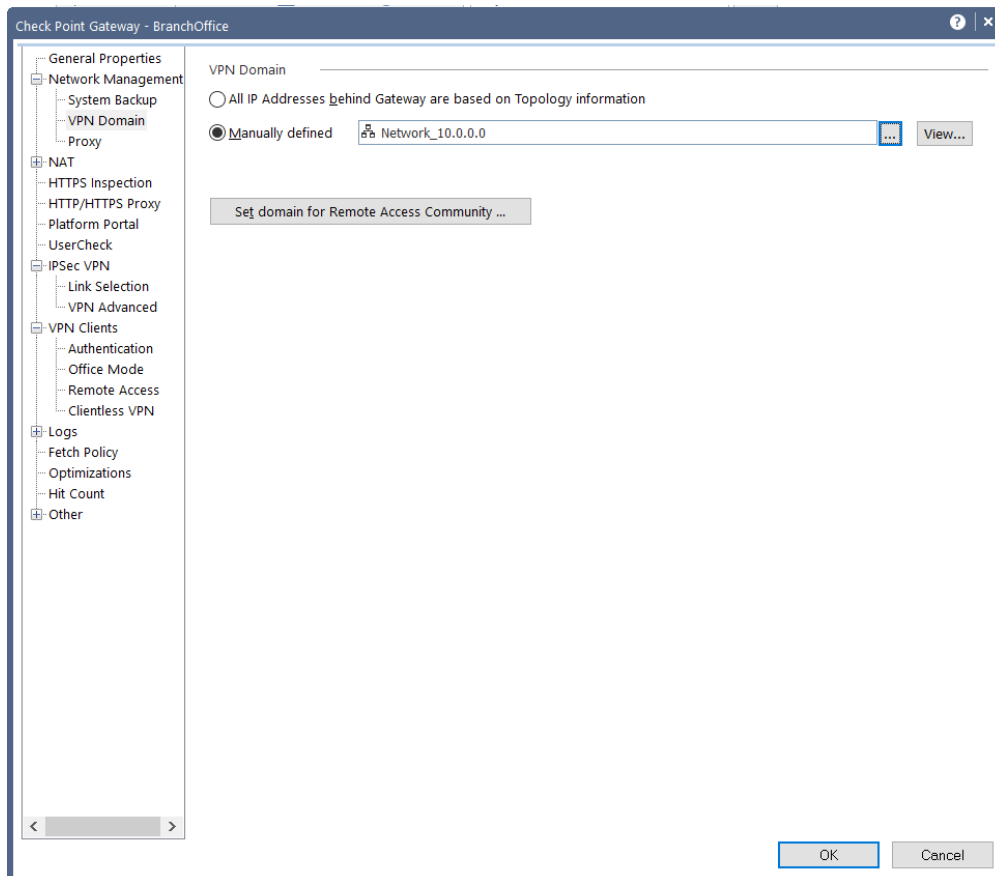 Check Point Gateway - BranchOffice
General Properties
Network Management
System Backup
VPN Domain
Proxy
NAT
HTTPS Inspection
HTTP/HTTPS Proxy
Platform Portal
UserCheck
IPSec VPN
Link Selection
VPN Advanced
VPN Clients
Authentication
Office Mode
Remote Access
Clientless VPN
Logs
Fetch Policy
Optimizations
Hit Count
Other
VPN Domain
All IP Addresses behind Gateway are based on Topology information
Manually defined Network_10.0.0.0 ... View...
Set domain for Remote Access Community ...
OK Cancel